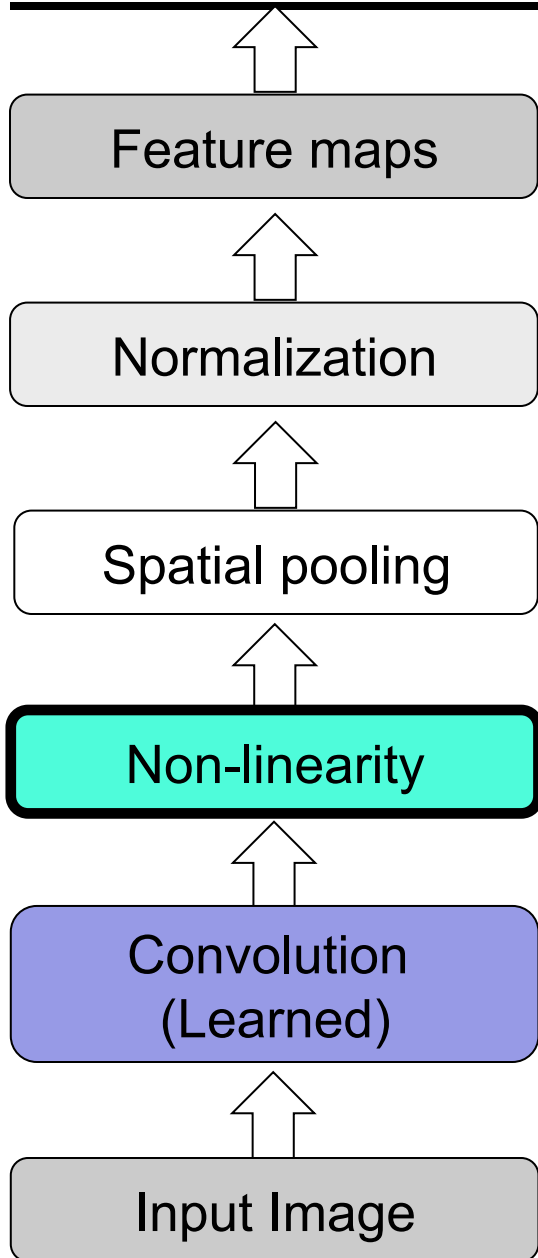 Feature maps
Normalization
Spatial pooling
Non-linearity
Convolution
(Learned)
Input Image